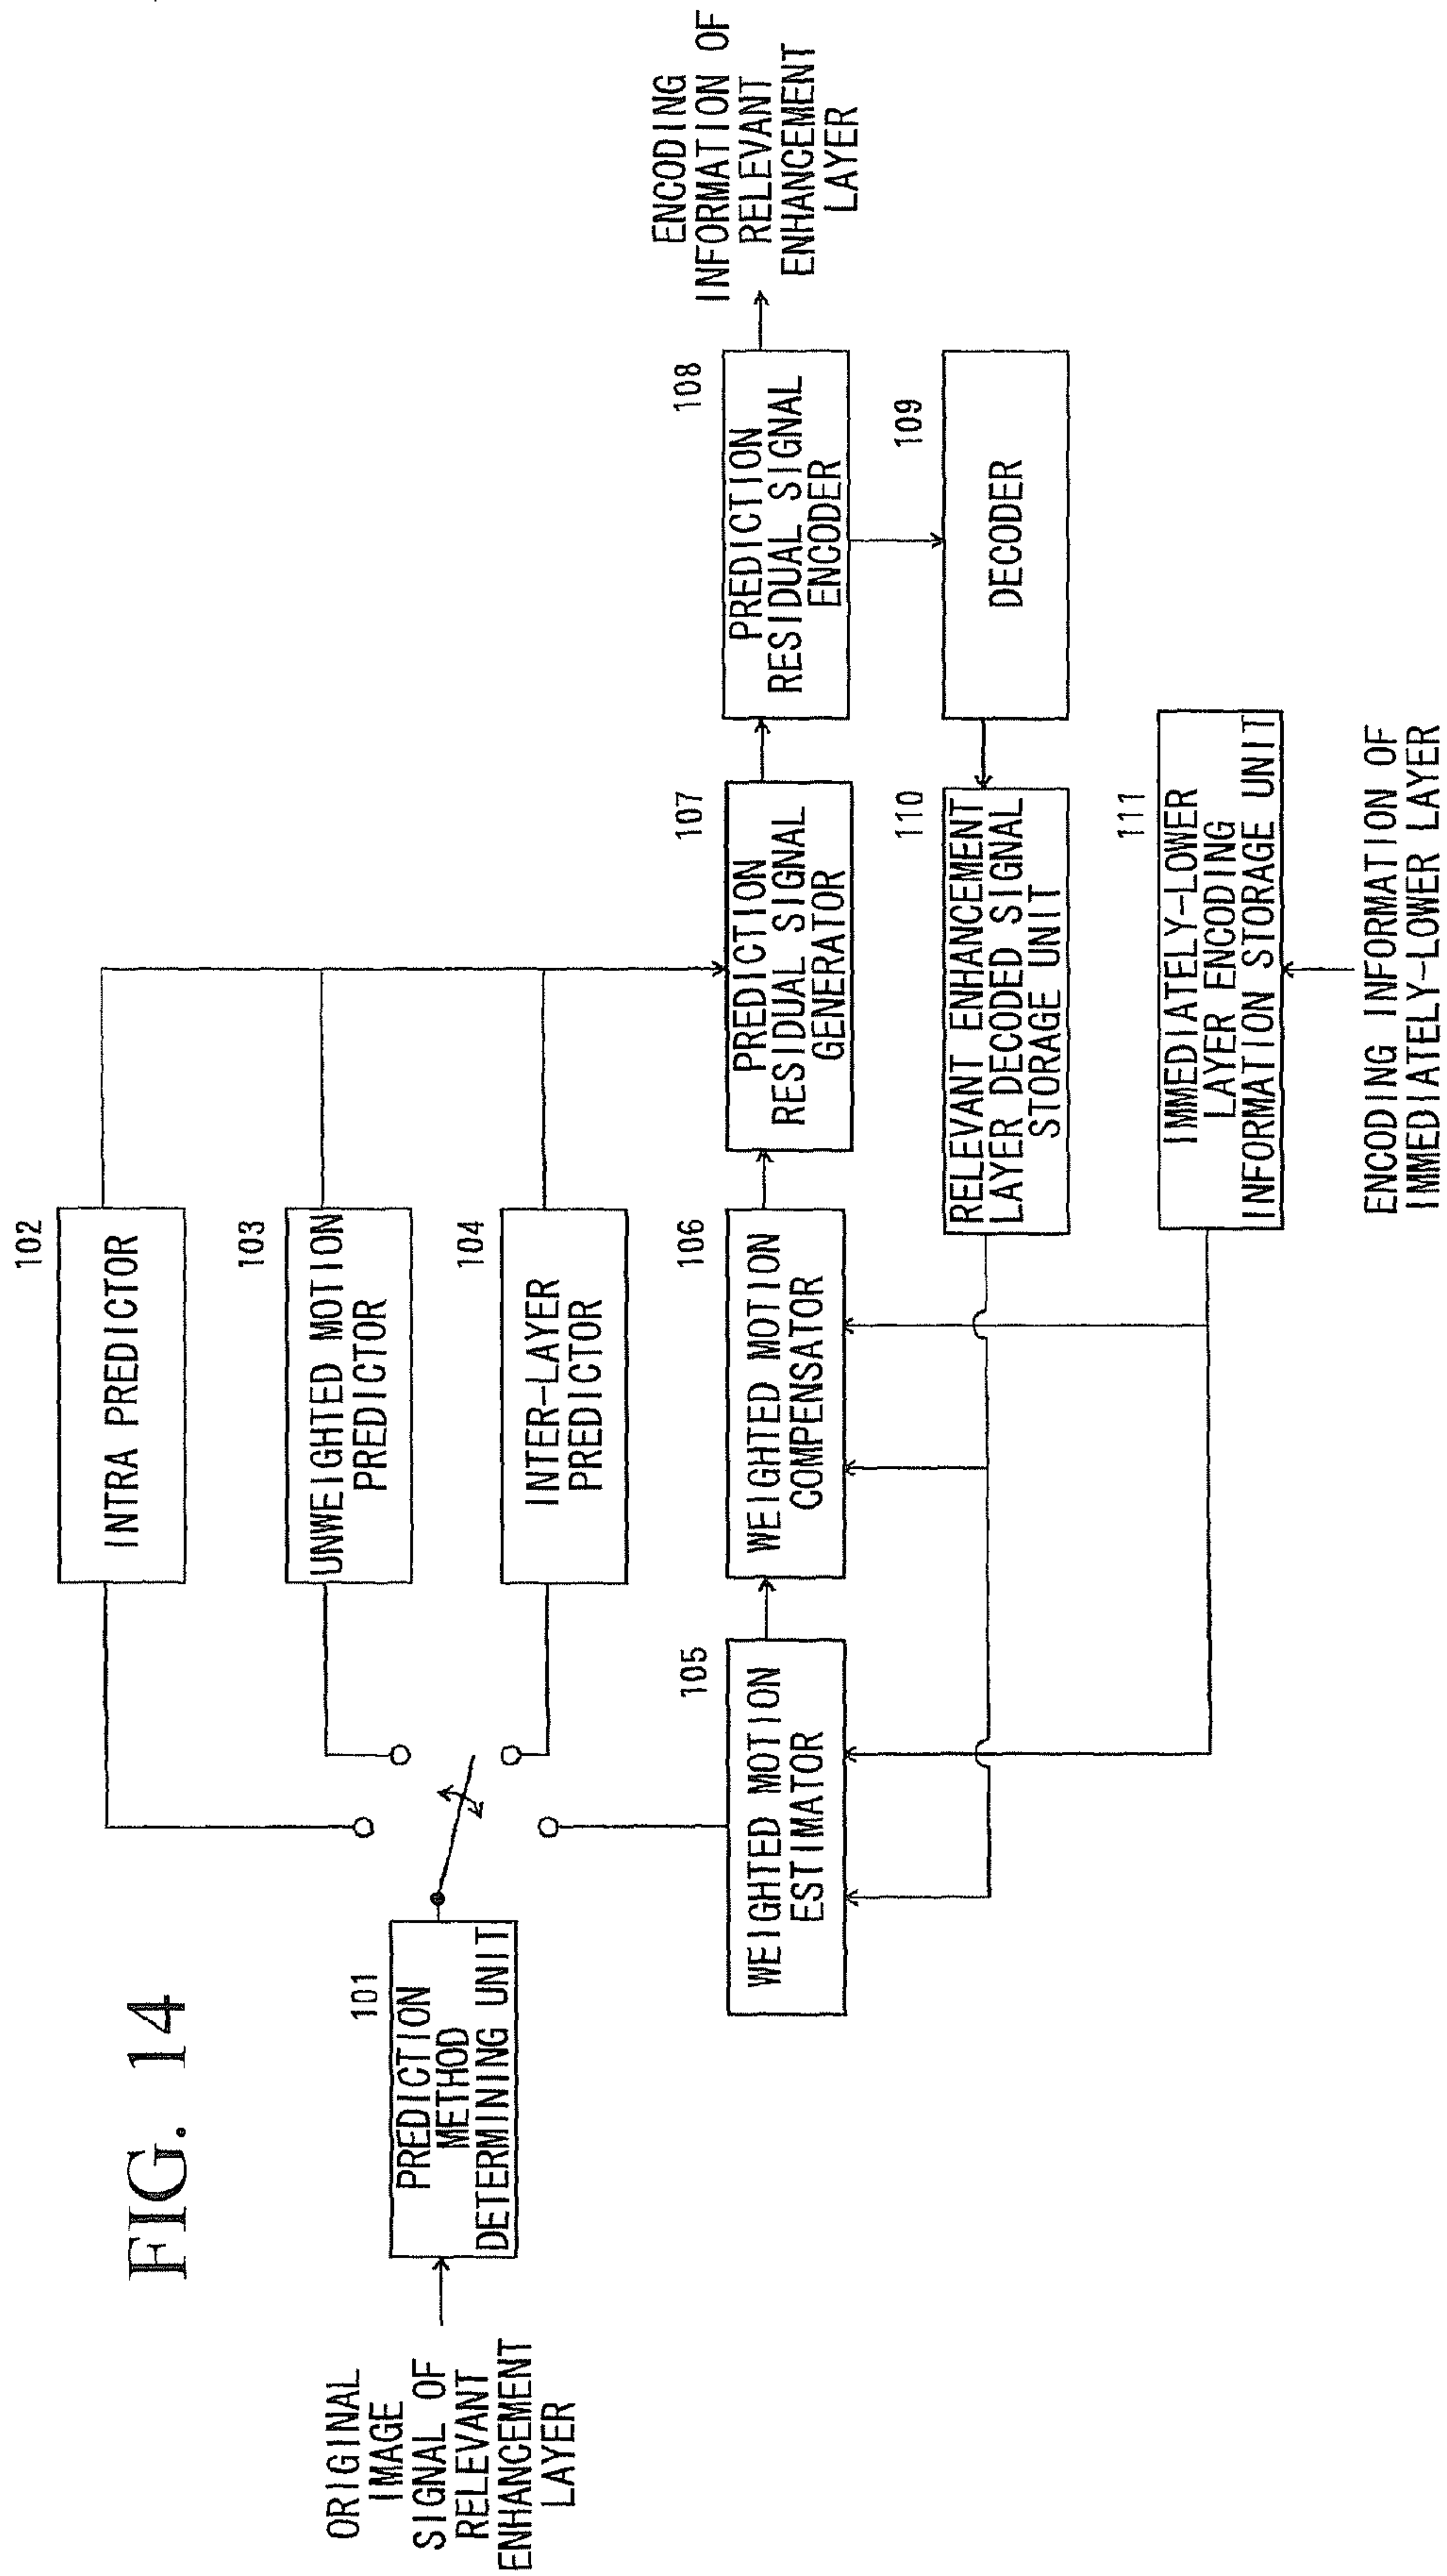 FIG. 14
ORIGINAL
IMAGE
SIGNAL OF
RELEVANT
ENHANCEMENT
LAYER
101
PREDICTION
METHOD
DETERMINING UNIT
102
INTRA PREDICTOR
103
UNWEIGHTED MOTION
PREDICTOR
104
INTER-LAYER
PREDICTOR
105
WEIGHTED MOTION
ESTIMATOR
106
WEIGHTED MOTION
COMPENSATOR
107
PREDICTION
RESIDUAL SIGNAL
GENERATOR
108
PREDICTION
RESIDUAL SIGNAL
ENCODER
ENCODING
INFORMATION OF
RELEVANT
ENHANCEMENT
LAYER
109
DECODER
110
RELEVANT ENHANCEMENT
LAYER DECODED SIGNAL
STORAGE UNIT
111
IMMEDIATELY-LOWER
LAYER ENCODING
INFORMATION STORAGE UNIT
ENCODING INFORMATION OF
IMMEDIATELY-LOWER LAYER